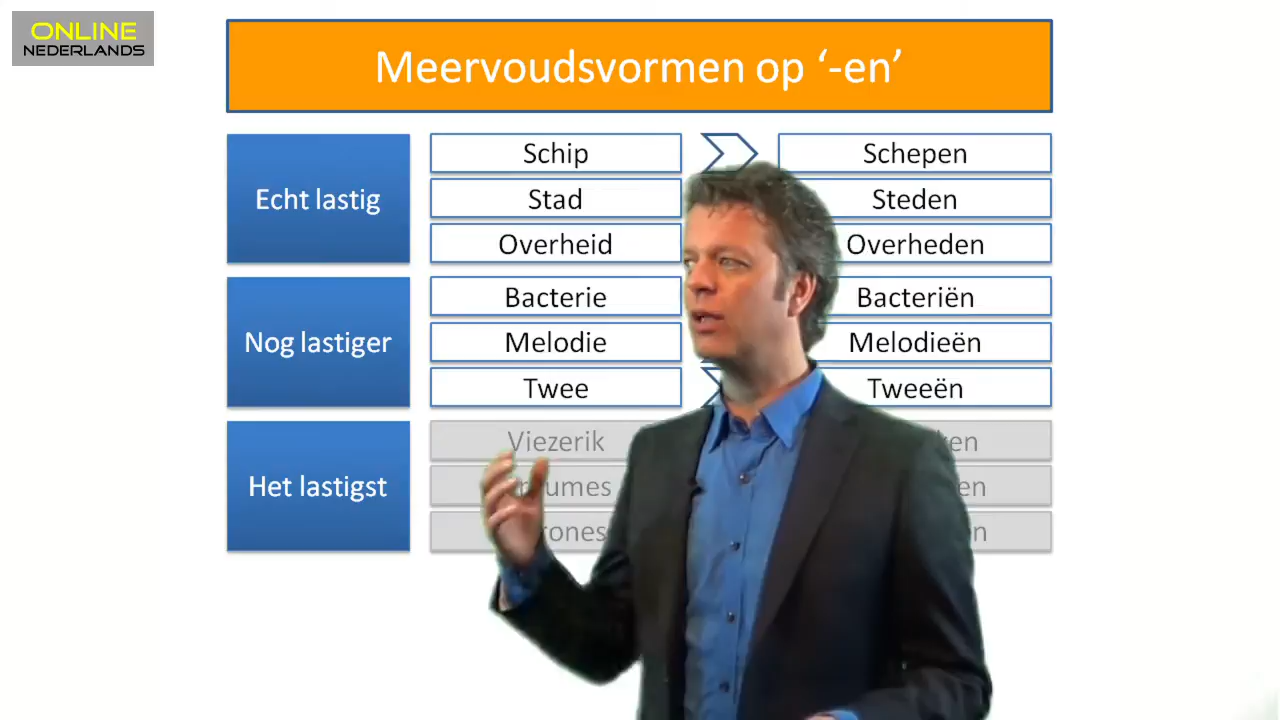 ONLINE
NEDERLANDS
Meervoudsvormen op ‘-en’
Echt lastig
Schip
Schepen
Stad
Steden
Overheid
Overheden
Nog lastiger
Bacterie
Bacteriën
Melodie
Melodieën
Twee
Tweeën
Het lastigst
Viezerik